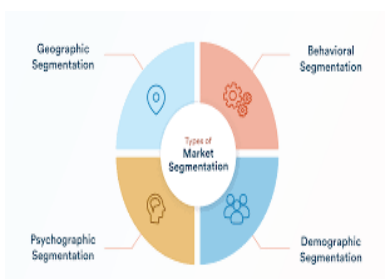 Geographic
Segmentation
Behavioral
Segmentation
Types of
Market
Segmentation
Psychographic
Segmentation
Demographic
Segmentation